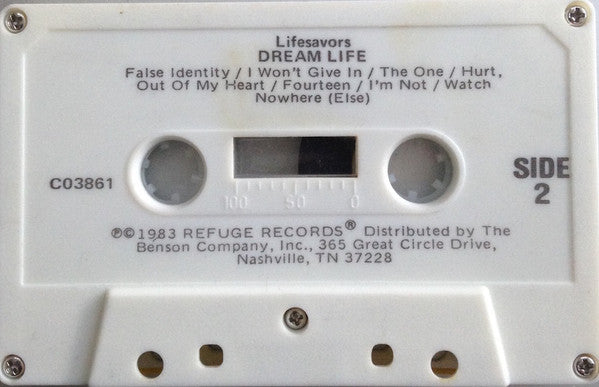 Lifesavors
DREAM LIFE
False Identity / I Won't Give In / The One / Hurt,
Out Of My Heart / Fourteen / I'm Not / Watch
Nowhere (Else)
C03861
SIDE
2
100 50 0
℗©1983 REFUGE RECORDS® Distributed by The
Benson Company, Inc., 365 Great Circle Drive,
Nashville, TN 37228